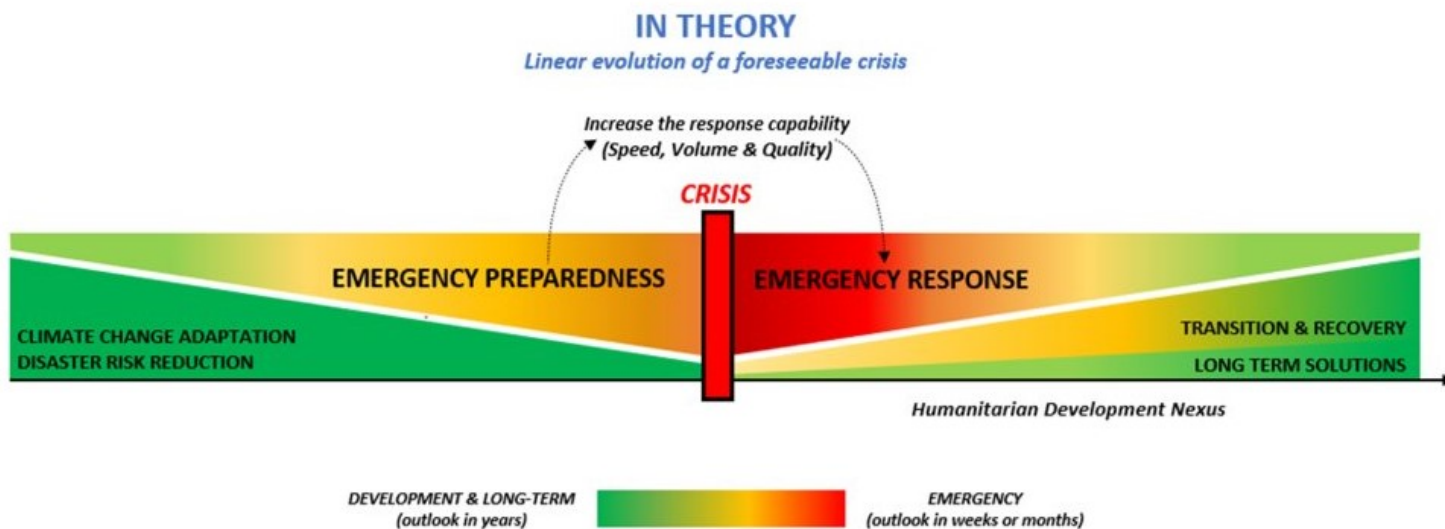 IN THEORY
Linear evolution of a foreseeable crisis
Increase the response capability
(Speed, Volume & Quality)
CRISIS
EMERGENCY PREPAREDNESS
EMERGENCY RESPONSE
CLIMATE CHANGE ADAPTATION
DISASTER RISK REDUCTION
TRANSITION & RECOVERY
LONG TERM SOLUTIONS
Humanitarian Development Nexus
DEVELOPMENT & LONG-TERM
(outlook in years)
EMERGENCY
(outlook in weeks or months)